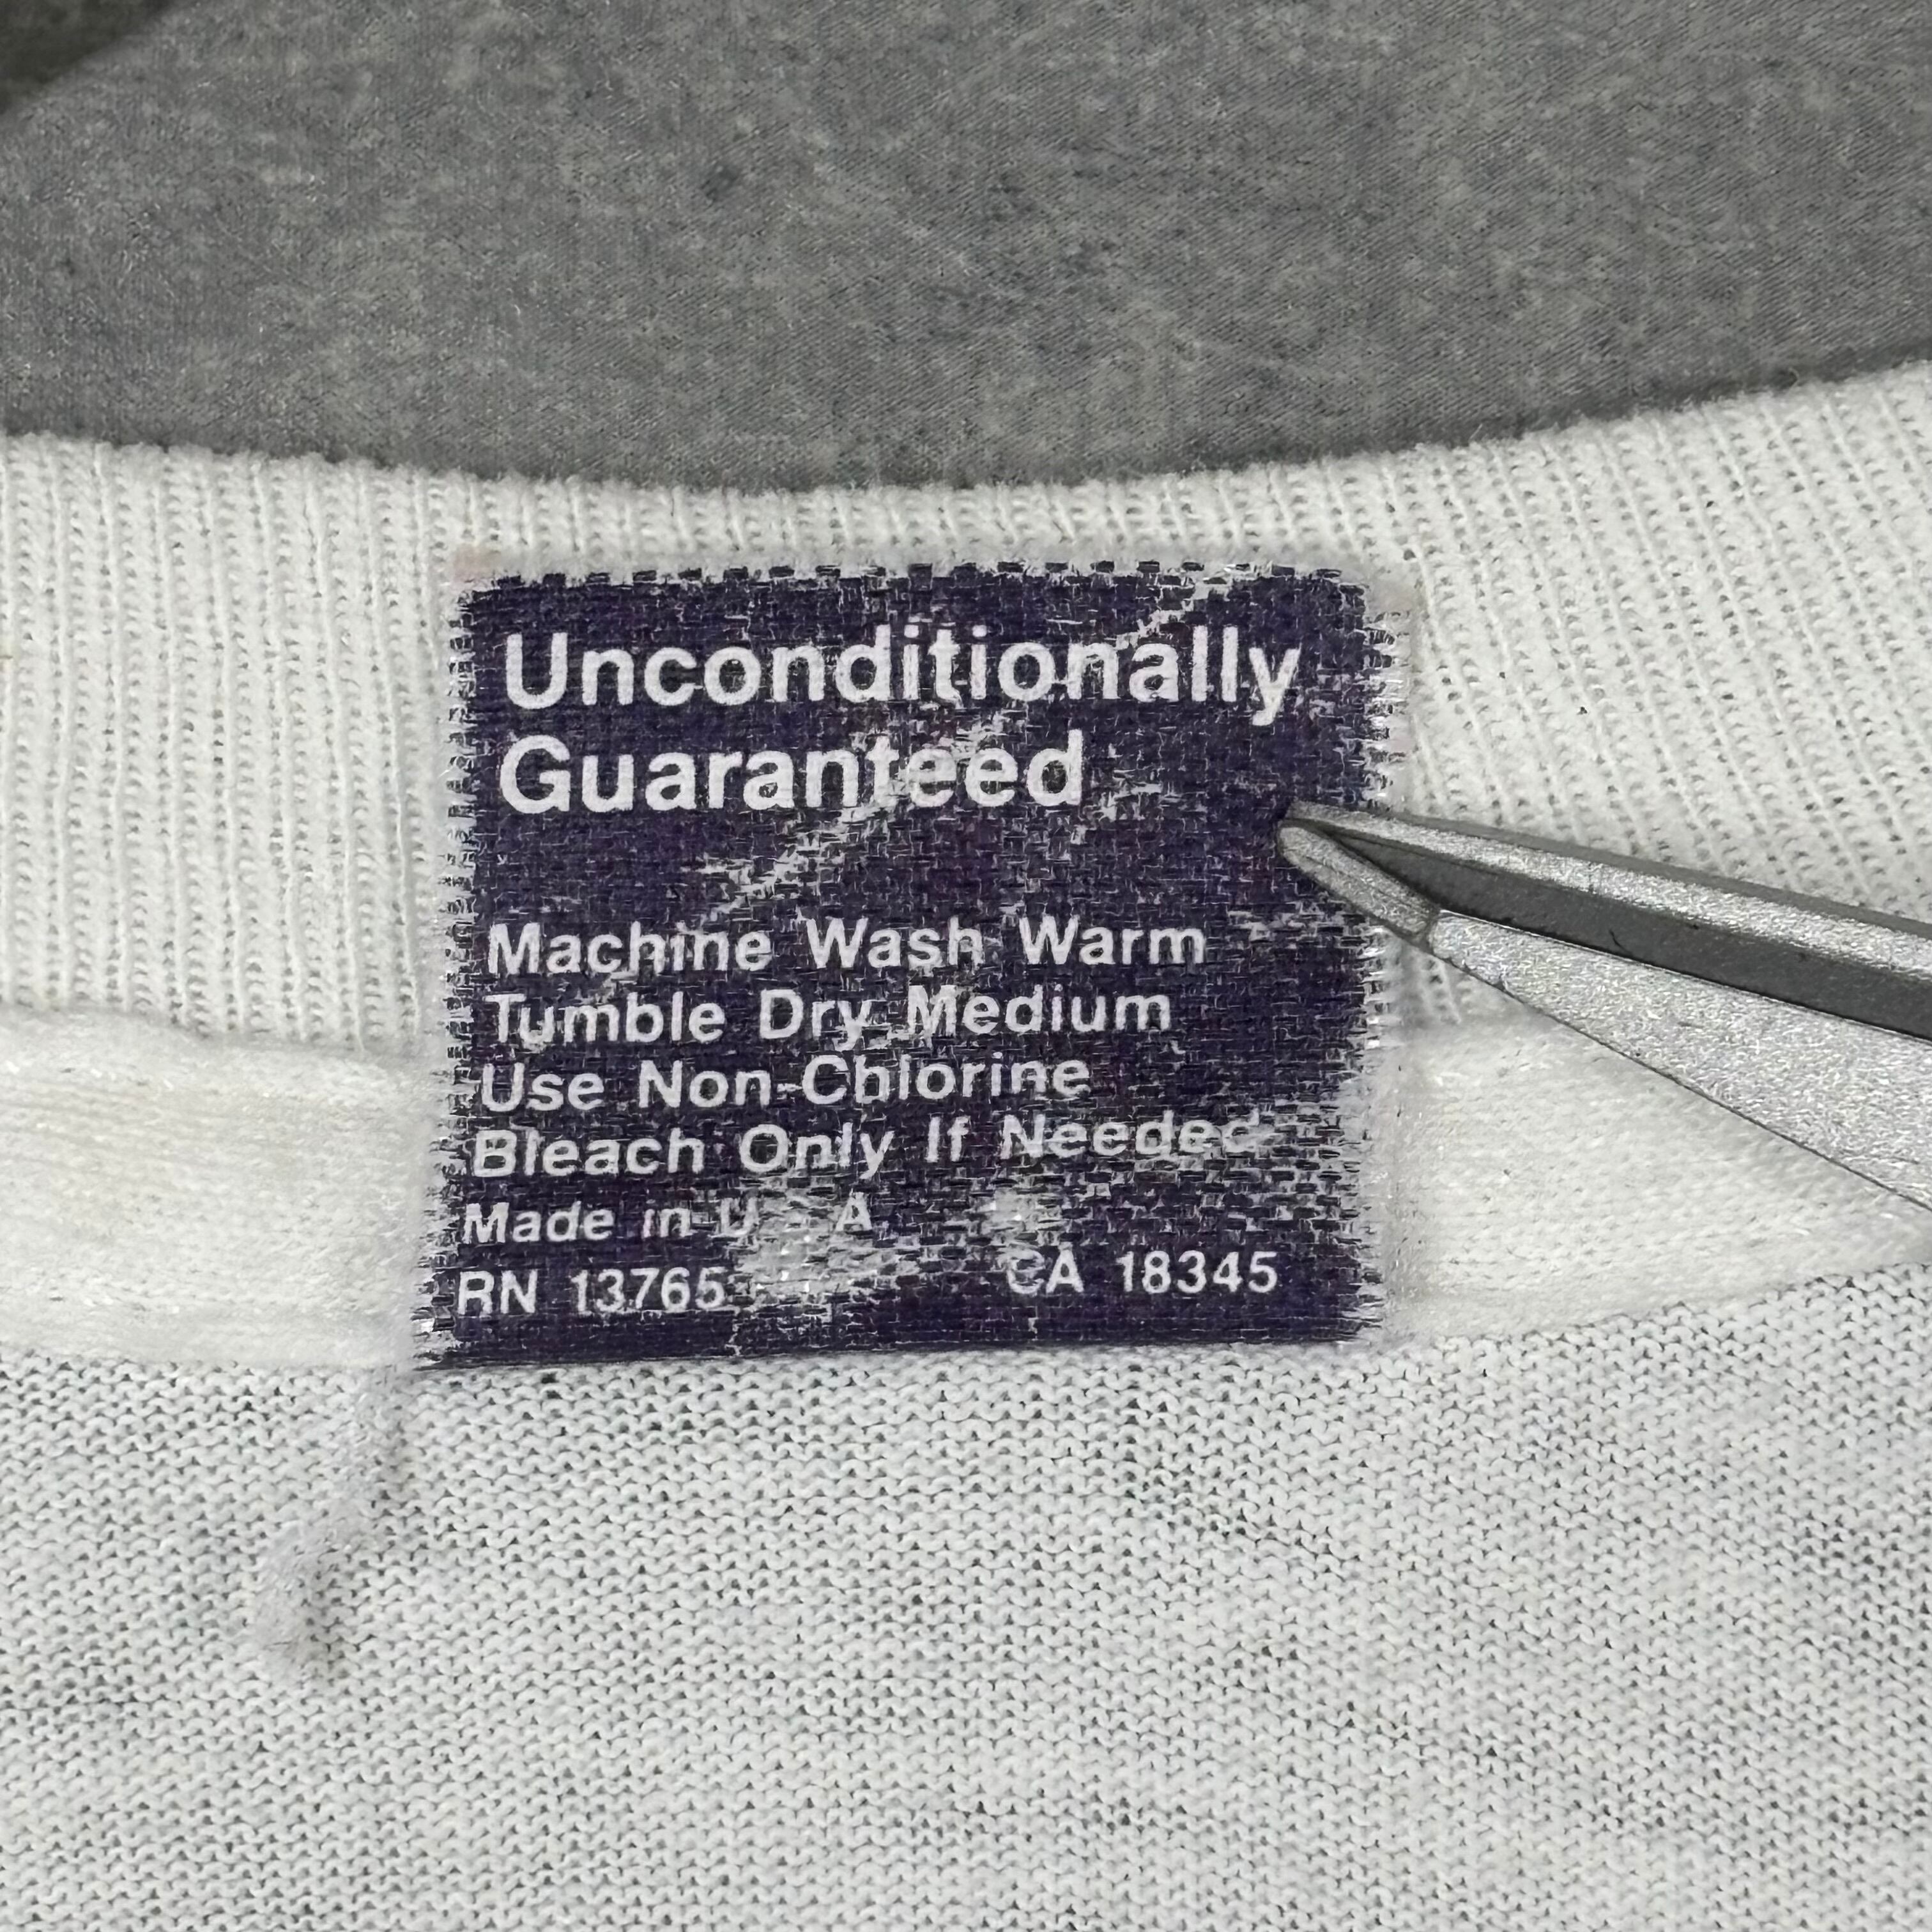 Unconditionally
Guaranteed
Machine Wash Warm
Tumble Dry Medium
Use Non-Chlorine
Bleach Only If Needed
Made in U S A
RN 13765
CA 18345